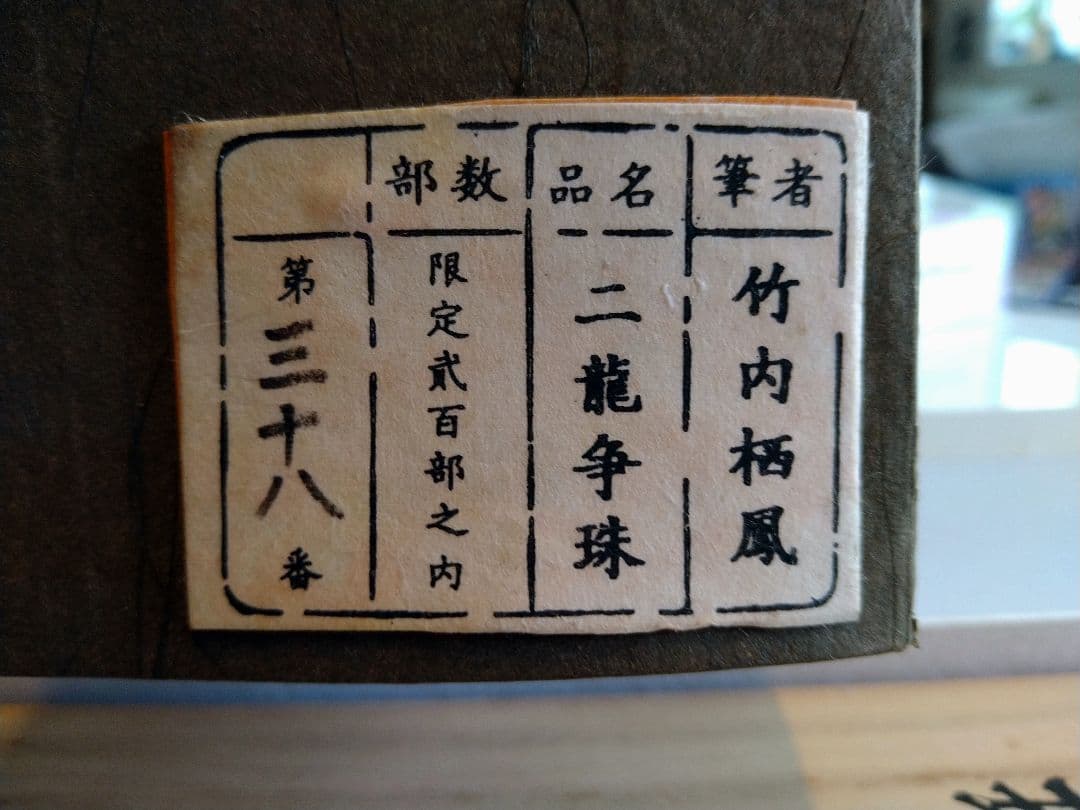 筆者
竹内栖鳳
品名
二龍争珠
部数
限定貳百部之内
第三十八番